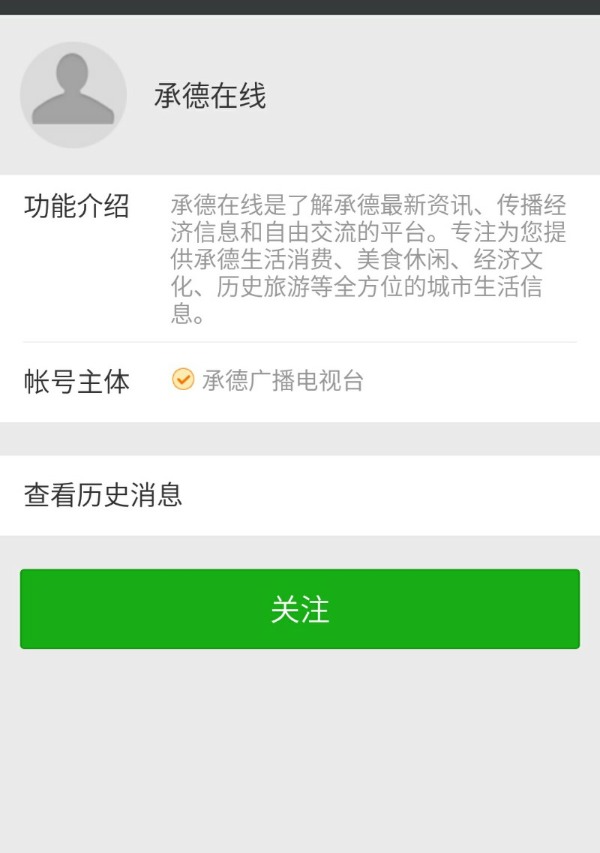 承德在线
功能介绍
承德在线是了解承德最新资讯、传播经
济信息和自由交流的平台。专注为您提
供承德生活消费、美食休闲、经济文
化、历史旅游等全方位的城市生活信
息。
帐号主体
承德广播电视台
查看历史消息
关注